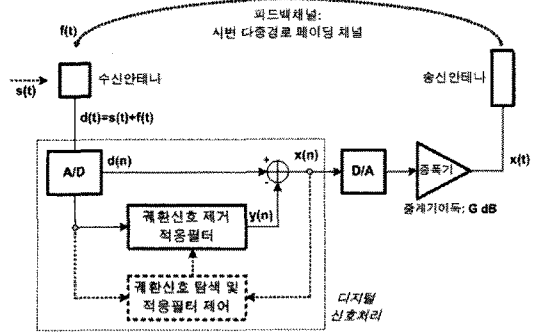 f(t)
피드백채널:
시변 다중경로 페이딩 채널
수신안테나
송신안테나
s(t)
d(t)=s(t)+f(t)
A/D
d(n)
+
-
x(n)
D/A
증폭기
x(t)
중계기이득: G dB
궤환신호 제거
적응필터
y(n)
궤환신호 탐색 및
적응필터 제어
디지털
신호처리